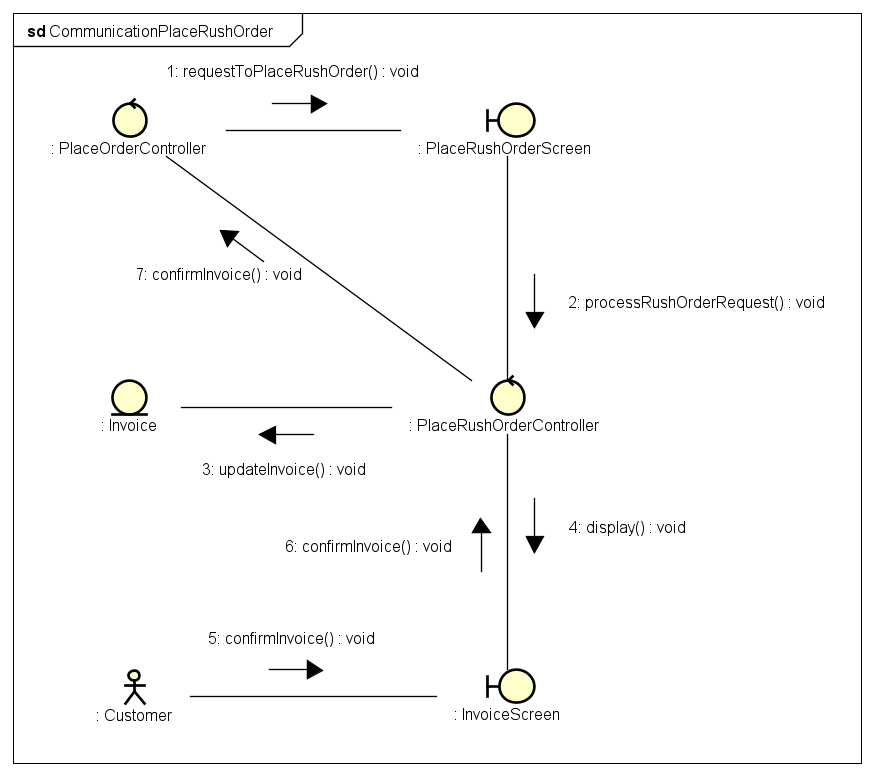 sd CommunicationPlaceRushOrder
1: requestToPlaceRushOrder() : void
: PlaceOrderController
: PlaceRushOrderScreen
7: confirmInvoice() : void
2: processRushOrderRequest() : void
: Invoice
: PlaceRushOrderController
3: updateInvoice() : void
4: display() : void
6: confirmInvoice() : void
5: confirmInvoice() : void
: Customer
: InvoiceScreen